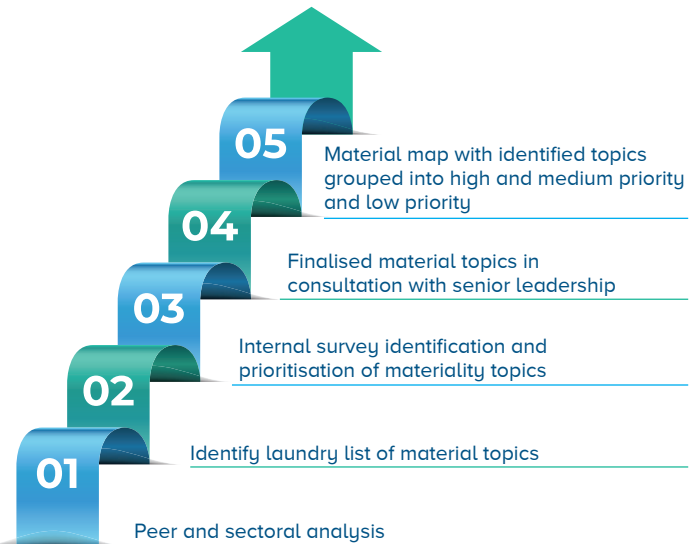 05
Material map with identified topics
grouped into high and medium priority
and low priority
04
Finalised material topics in
consultation with senior leadership
03
Internal survey identification and
prioritisation of materiality topics
02
Identify laundry list of material topics
01
Peer and sectoral analysis